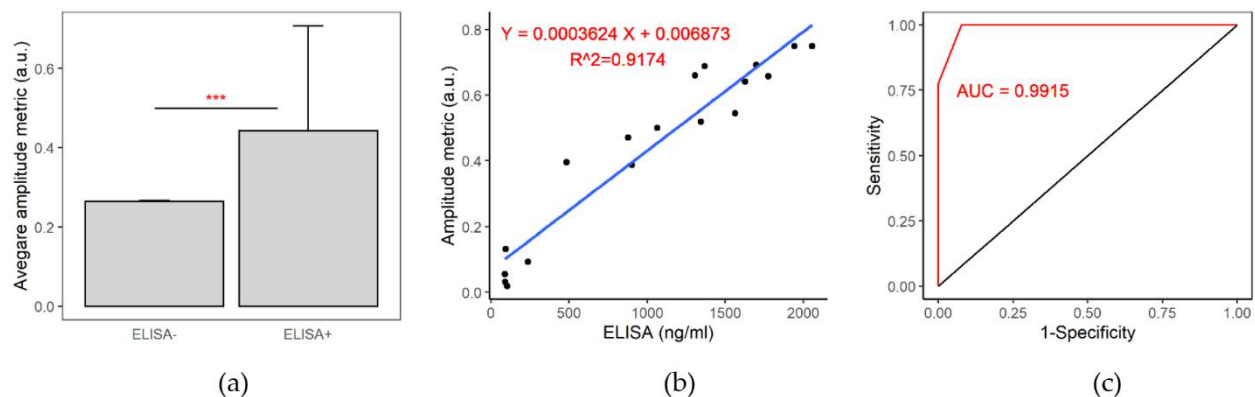 Avegare amplitude metric (a.u.)
0.6
0.4
0.2
0.0
***
ELISA-
ELISA+
(a)
Amplitude metric (a.u.)
0.8
0.6
0.4
0.2
0.0
Y = 0.0003624 X + 0.006873
R^2=0.9174
0
500
1000
1500
2000
ELISA (ng/ml)
(b)
Sensitivity
1.00
0.75
0.50
0.25
0.00
AUC = 0.9915
0.00
0.25
0.50
0.75
1.00
1-Specificity
(c)